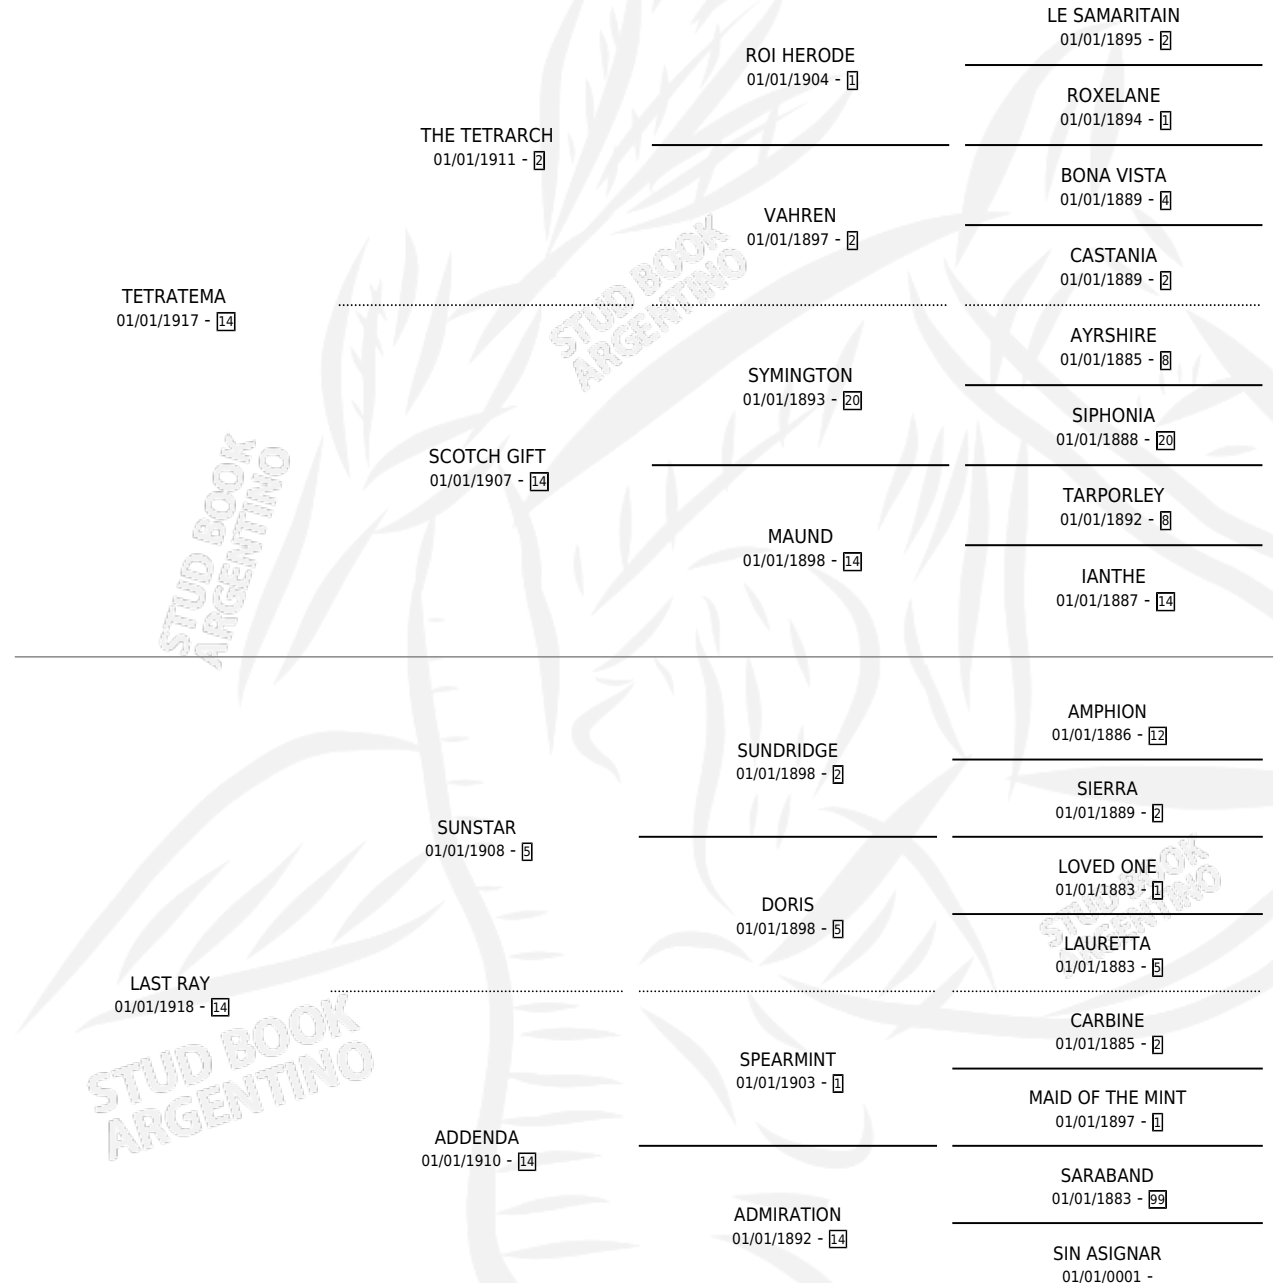 LE SAMARITAIN
01/01/1895 - 2
ROI HERODE
01/01/1904 - 1
ROXELANE
01/01/1894 - 1
THE TETRARCH
01/01/1911 - 2
BONA VISTA
01/01/1889 - 4
VAHREN
01/01/1897 - 2
CASTANIA
01/01/1889 - 2
TETRATEMA
01/01/1917 - 14
AYRSHIRE
01/01/1885 - 8
SYMINGTON
01/01/1893 - 20
SIPHONIA
01/01/1888 - 20
SCOTCH GIFT
01/01/1907 - 14
TARPORLEY
01/01/1892 - 8
MAUND
01/01/1898 - 14
IANTHE
01/01/1887 - 14
AMPHION
01/01/1886 - 12
SUNDRIDGE
01/01/1898 - 2
SIERRA
01/01/1889 - 2
SUNSTAR
01/01/1908 - 5
LOVED ONE
01/01/1883 - 1
DORIS
01/01/1898 - 5
LAURETTA
01/01/1883 - 5
LAST RAY
01/01/1918 - 14
CARBINE
01/01/1885 - 2
SPEARMINT
01/01/1903 - 1
MAID OF THE MINT
01/01/1897 - 1
ADDENDA
01/01/1910 - 14
SARABAND
01/01/1883 - 99
ADMIRATION
01/01/1892 - 14
SIN ASIGNAR
01/01/0001 -
STUD BOOK
ARGENTINO
STUD BOOK
ARGENTINO
STUD BOOK
ARGENTINO
STUD BOOK
ARGENTINO